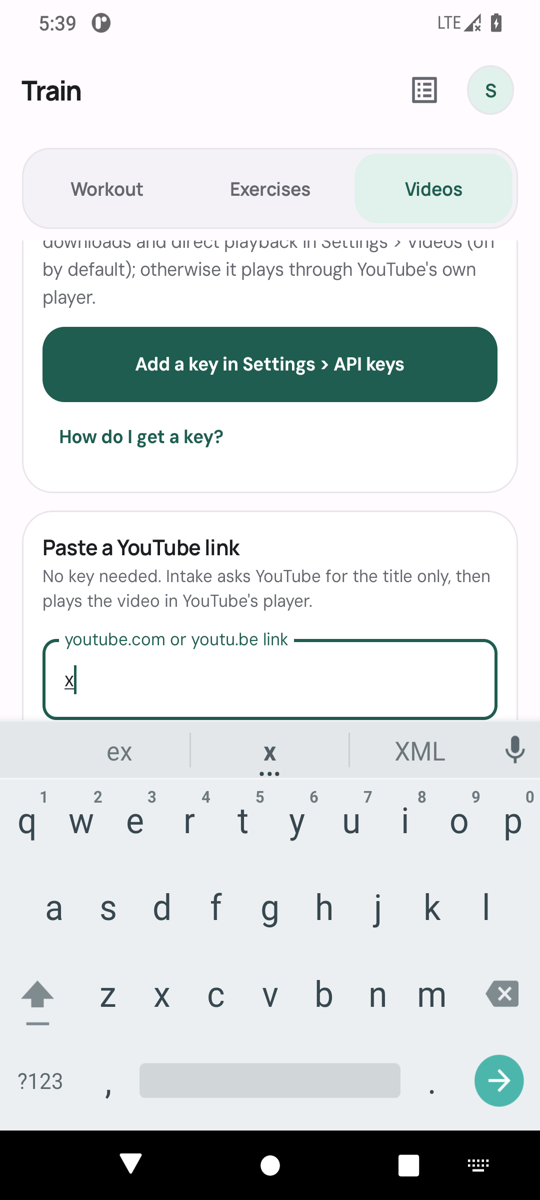 5:39
LTE
Train
S
Workout
Exercises
Videos
downloads and direct playback in Settings > Videos (off
by default); otherwise it plays through YouTube's own
player.
Add a key in Settings > API keys
How do I get a key?
Paste a YouTube link
No key needed. Intake asks YouTube for the title only, then
plays the video in YouTube's player.
youtube.com or youtu.be link
x
ex x XML
1 2 3 4 5 6 7 8 9 0
q w e r t y u i o p
a s d f g h j k l
z x c v b n m
?123 , .